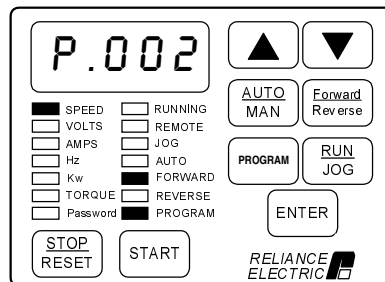 P.002
SPEED
RUNNING
VOLTS
REMOTE
AMPS
JOG
Hz
AUTO
Kw
FORWARD
TORQUE
REVERSE
Password
PROGRAM
AUTO
MAN
Forward
Reverse
PROGRAM
RUN
JOG
ENTER
STOP
RESET
START
RELIANCE
ELECTRIC